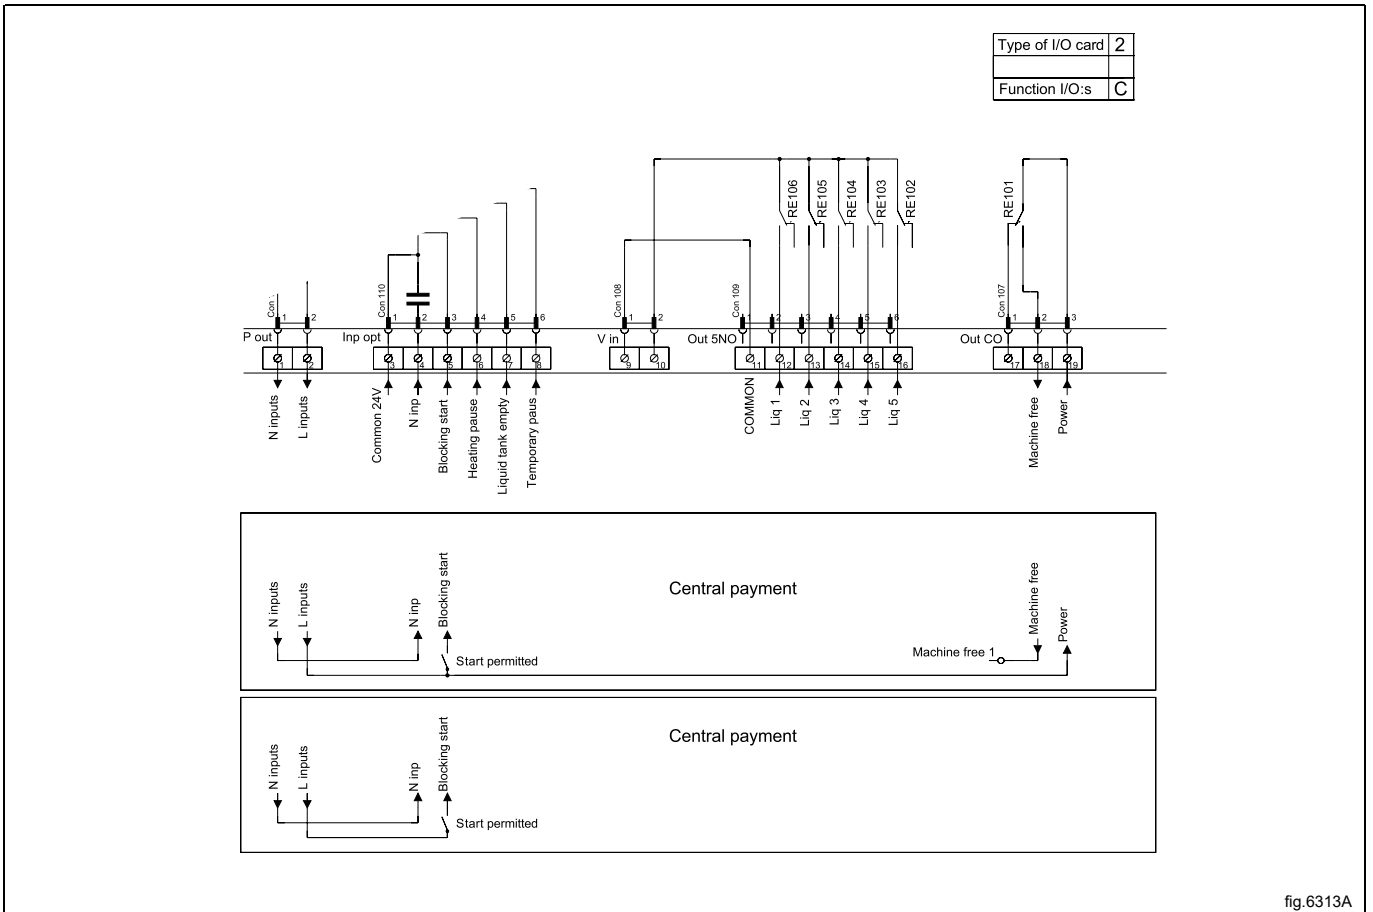 Type of I/O card 2
Function I/O:s C
RE106 RE105 RE104 RE103 RE102 RE101
Con Con 110 Con 108 Con 109 Con 107
1 2 1 2 3 4 5 6 1 2 1 2 3 4 5 6 1 2 3
P out Inp opt V in Out 5NO Out CO
1 2 3 4 5 6 7 8 9 10 11 12 13 14 15 16 17 18 19
N inputs
L inputs
Common 24V
N inp
Blocking start
Heating pause
Liquid tank empty
Temporary paus
COMMON
Liq 1
Liq 2
Liq 3
Liq 4
Liq 5
Machine free
Power
Central payment
N inputs
L inputs
N inp
Blocking start
Start permitted
Machine free 1
Machine free
Power
Central payment
N inputs
L inputs
N inp
Blocking start
Start permitted
fig.6313A